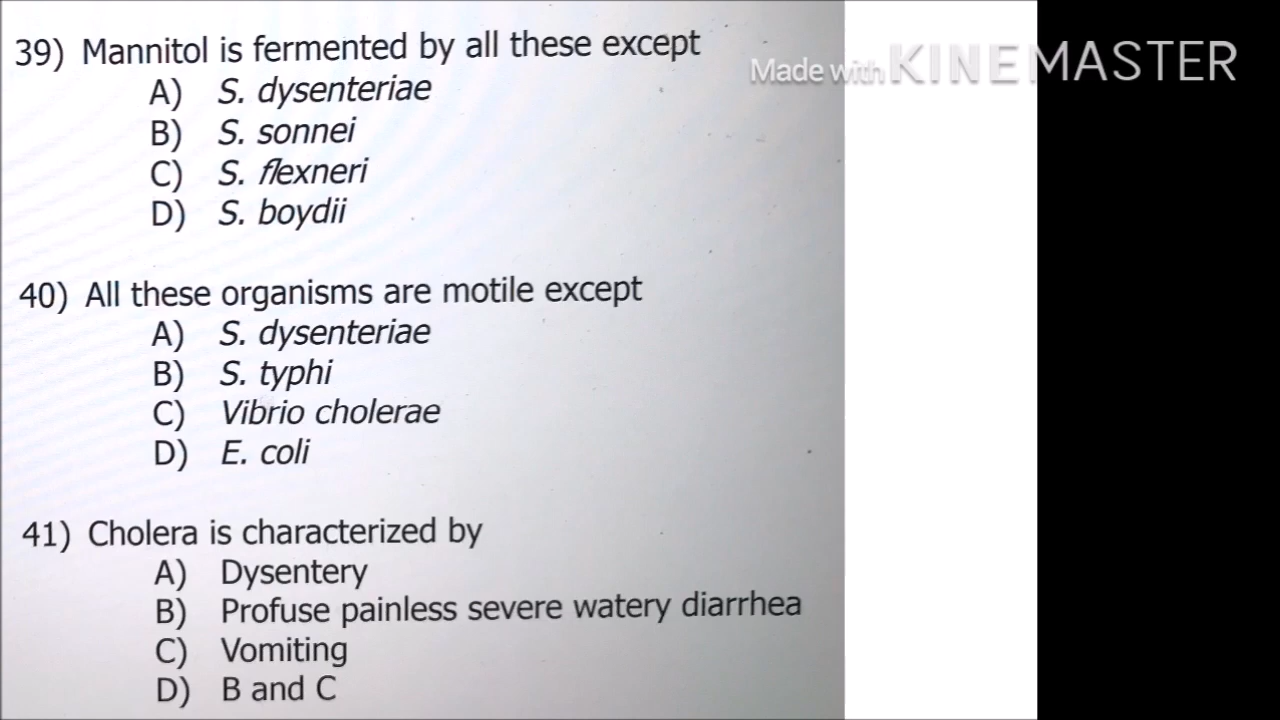 39) Mannitol is fermented by all these except
A) S. dysenteriae
B) S. sonnei
C) S. flexneri
D) S. boydii
40) All these organisms are motile except
A) S. dysenteriae
B) S. typhi
C) Vibrio cholerae
D) E. coli
41) Cholera is characterized by
A) Dysentery
B) Profuse painless severe watery diarrhea
C) Vomiting
D) B and C
Made with KINEMASTER